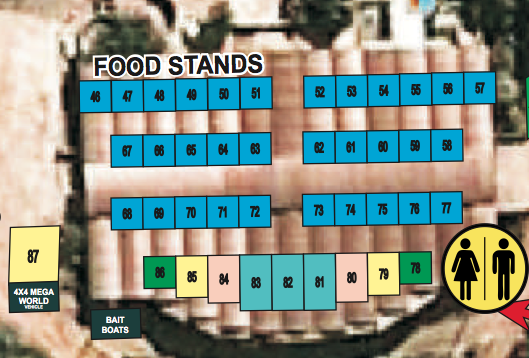 FOOD STANDS
46 47 48 49 50 51 52 53 54 55 56 57
67 66 65 64 63 62 61 60 59 58
68 69 70 71 72 73 74 75 76 77
86 85 84 83 82 81 80 79 78
87
4X4 MEGA
WORLD
VEHICLE
BAIT
BOATS